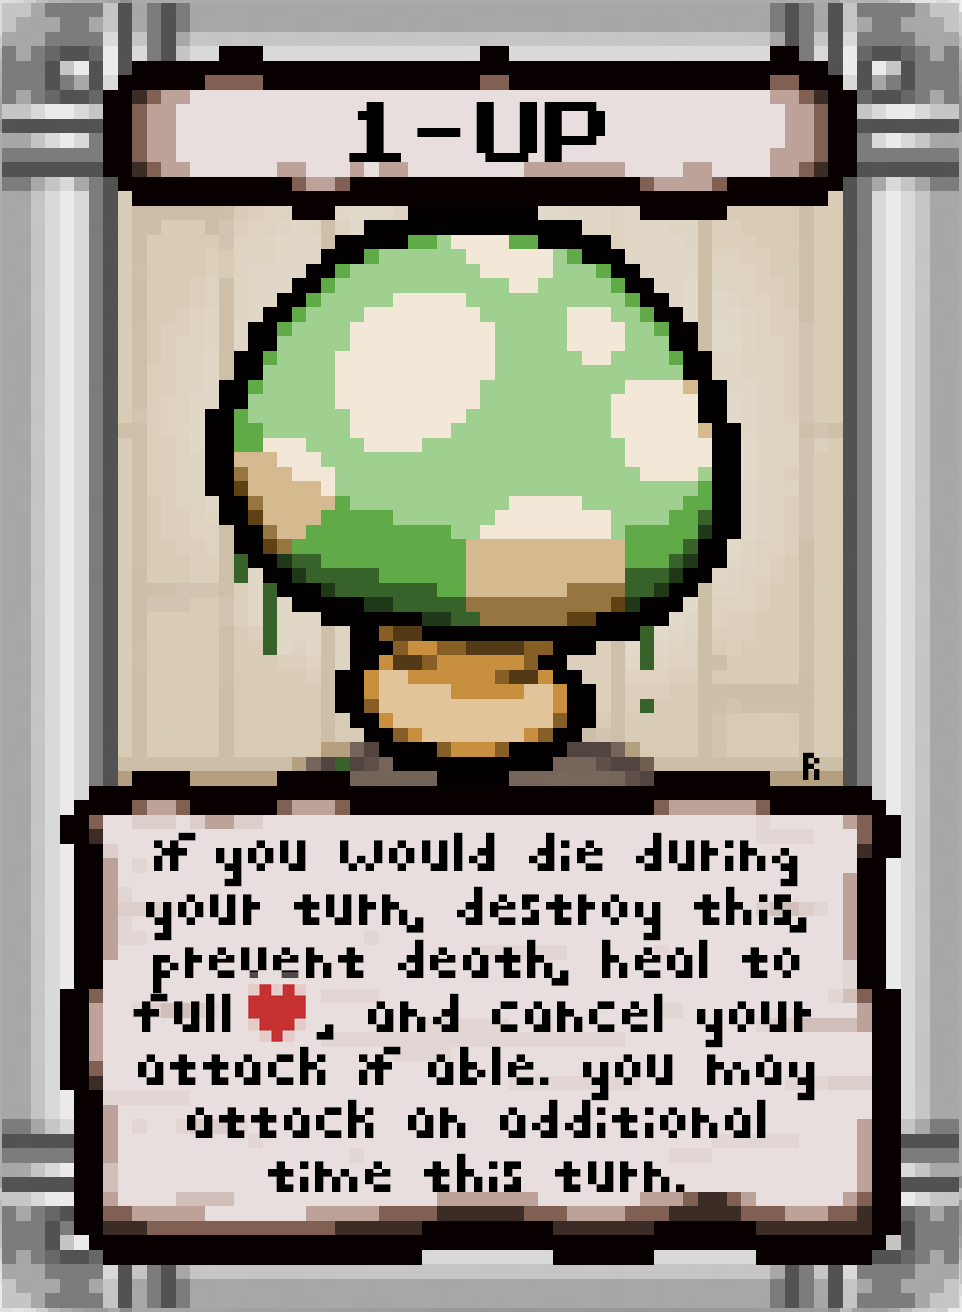 1-UP
R
if you would die during
your turn, destroy this,
prevent death, heal to
full ♥, and cancel your
attack if able. you may
attack an additional
time this turn.